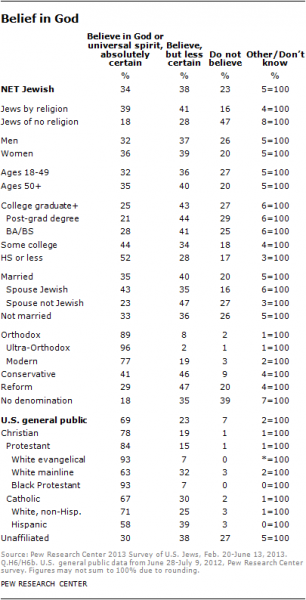 Belief in God
Believe in God or
universal spirit, Believe,
absolutely but less Do not Other/Don't
certain certain believe know
% % % %
NET Jewish 34 38 23 5=100
Jews by religion 39 41 16 4=100
Jews of no religion 18 28 47 8=100
Men 32 37 26 5=100
Women 36 39 20 5=100
Ages 18-49 32 36 27 5=100
Ages 50+ 35 40 20 5=100
College graduate+ 25 43 27 6=100
Post-grad degree 21 44 29 6=100
BA/BS 28 41 25 6=100
Some college 44 34 18 4=100
HS or less 52 28 17 3=100
Married 35 40 20 5=100
Spouse Jewish 43 35 16 6=100
Spouse not Jewish 23 47 27 3=100
Not married 33 36 26 5=100
Orthodox 89 8 2 1=100
Ultra-Orthodox 96 2 1 1=100
Modern 77 19 3 2=100
Conservative 41 46 9 4=100
Reform 29 47 20 4=100
No denomination 18 35 39 7=100
U.S. general public 69 23 7 2=100
Christian 78 19 1 1=100
Protestant 84 15 1 1=100
White evangelical 93 7 0 *=100
White mainline 63 32 3 2=100
Black Protestant 93 7 0 0=100
Catholic 67 30 2 1=100
White, non-Hisp. 71 25 3 1=100
Hispanic 58 39 3 0=100
Unaffiliated 30 38 27 5=100
Source: Pew Research Center 2013 Survey of U.S. Jews, Feb. 20-June 13, 2013.
Q.H6/H6b. U.S. general public data from June 28-July 9, 2012, Pew Research
survey. Figures may not sum to 100% due to rounding.
PEW RESEARCH CENTER